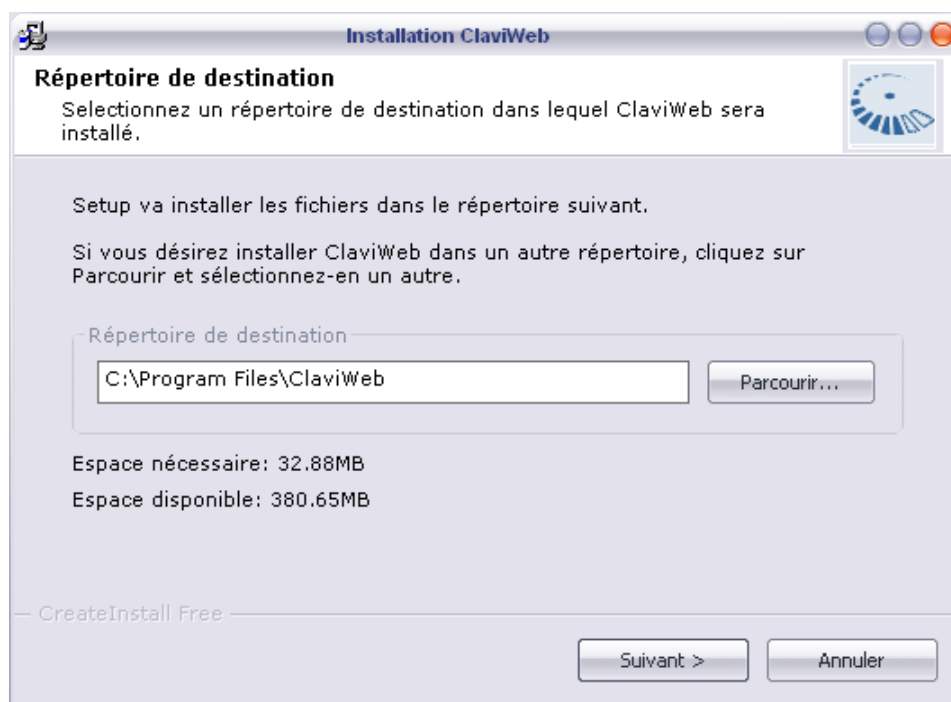 Installation ClaviWeb
Répertoire de destination
Selectionnez un répertoire de destination dans lequel ClaviWeb sera
installé.
Setup va installer les fichiers dans le répertoire suivant.
Si vous désirez installer ClaviWeb dans un autre répertoire, cliquez sur
Parcourir et sélectionnez-en un autre.
Répertoire de destination
C:\Program Files\ClaviWeb
Parcourir...
Espace nécessaire: 32.88MB
Espace disponible: 380.65MB
CreateInstall Free
Suivant >
Annuler